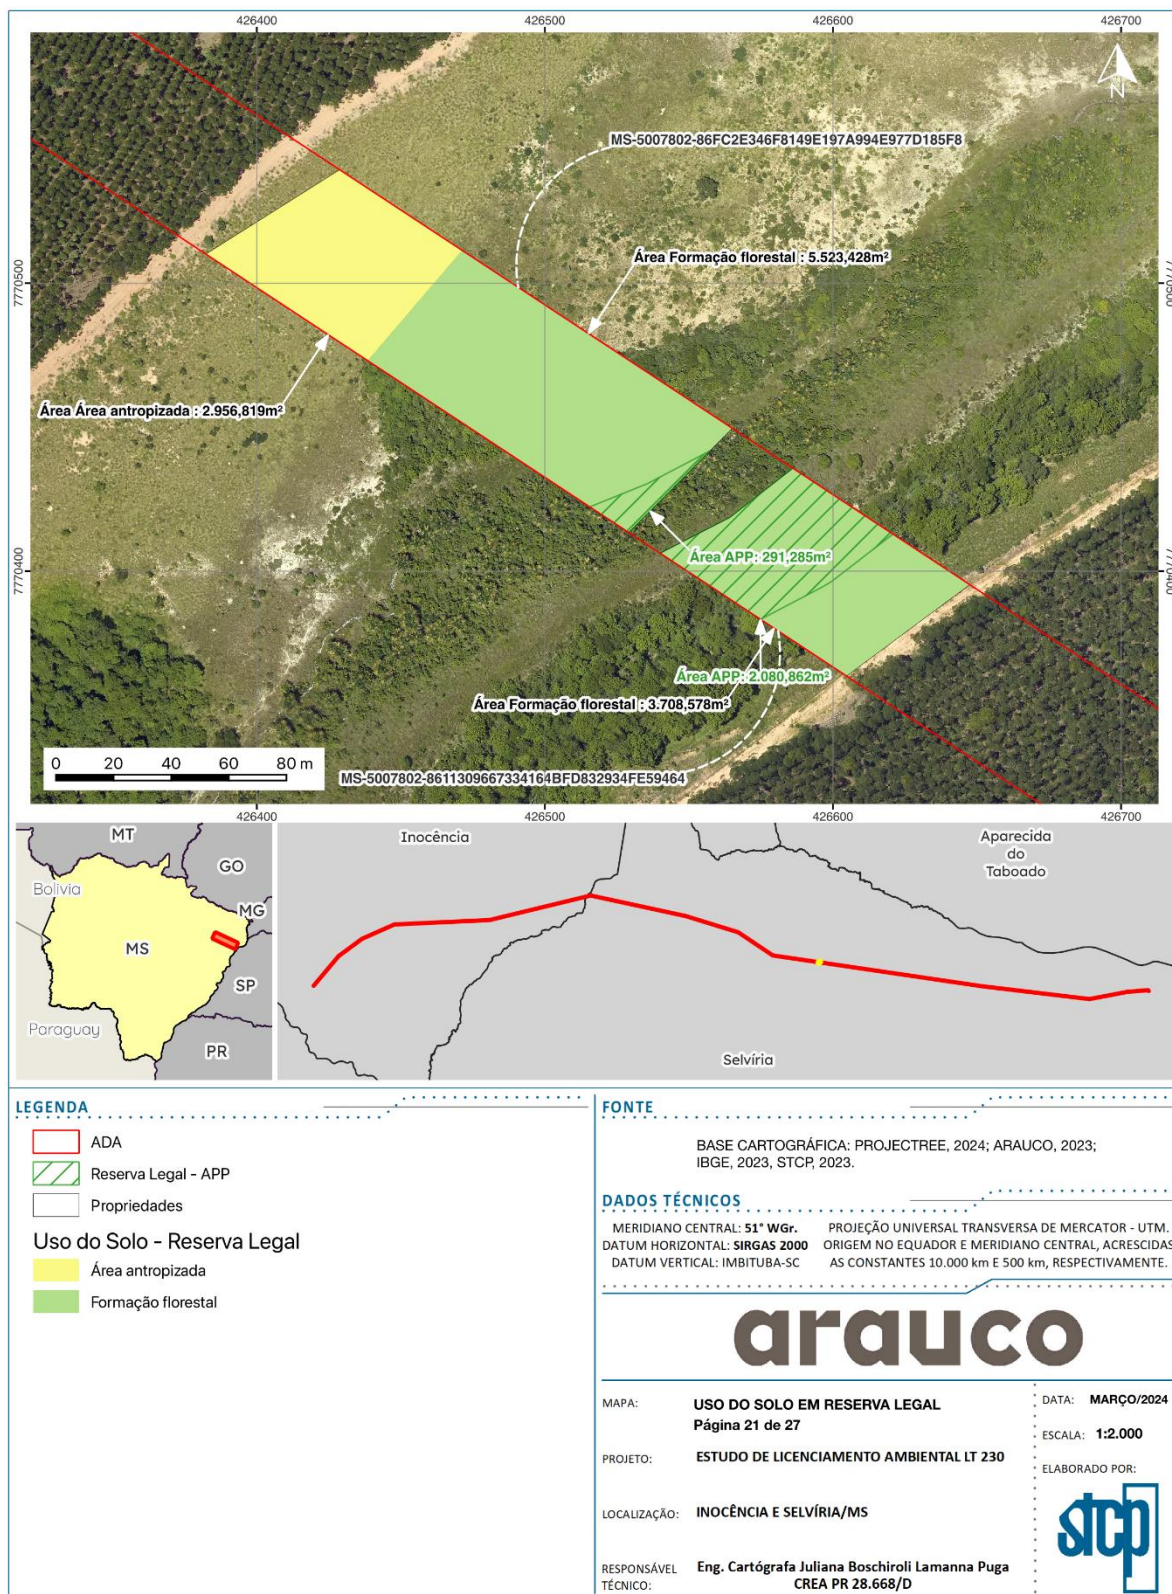 426400
426500
426600
426700
N
MS-5007802-86FC2E346F8149E197A994E977D185F8
Área Formação florestal : 5.523,428m²
7770500
7770500
Área Área antropizada : 2.956,819m²
Área APP: 291,285m²
7770400
7770400
Área APP: 2.080,862m²
Área Formação florestal : 3.708,578m²
MS-5007802-8611309667334164BFD832934FE59464
0 20 40 60 80 m
426400
426500
426600
426700
MT
GO
Bolivia
MG
MS
SP
Paraguay
PR
Inocência
Aparecida
do
Taboado
Selvíria
LEGENDA
ADA
Reserva Legal - APP
Propriedades
Uso do Solo - Reserva Legal
Área antropizada
Formação florestal
FONTE
BASE CARTOGRÁFICA: PROJECTREE, 2024; ARAUCO, 2023;
IBGE, 2023, STCP, 2023.
DADOS TÉCNICOS
MERIDIANO CENTRAL: 51° WGr.
DATUM HORIZONTAL: SIRGAS 2000
DATUM VERTICAL: IMBITUBA-SC
PROJEÇÃO UNIVERSAL TRANSVERSA DE MERCATOR - UTM.
ORIGEM NO EQUADOR E MERIDIANO CENTRAL, ACRESCIDAS
AS CONSTANTES 10.000 km E 500 km, RESPECTIVAMENTE.
arauco
MAPA: USO DO SOLO EM RESERVA LEGAL
Página 21 de 27
PROJETO: ESTUDO DE LICENCIAMENTO AMBIENTAL LT 230
LOCALIZAÇÃO: INOCÊNCIA E SELVÍRIA/MS
RESPONSÁVEL TÉCNICO: Eng. Cartógrafa Juliana Boschiroli Lamanna Puga
CREA PR 28.668/D
DATA: MARÇO/2024
ESCALA: 1:2.000
ELABORADO POR:
stcp